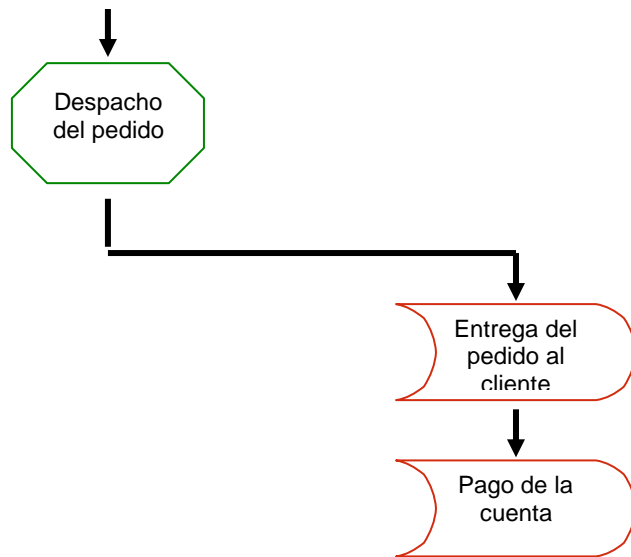 Despacho
del pedido
Entrega del
pedido al
cliente
Pago de la
cuenta